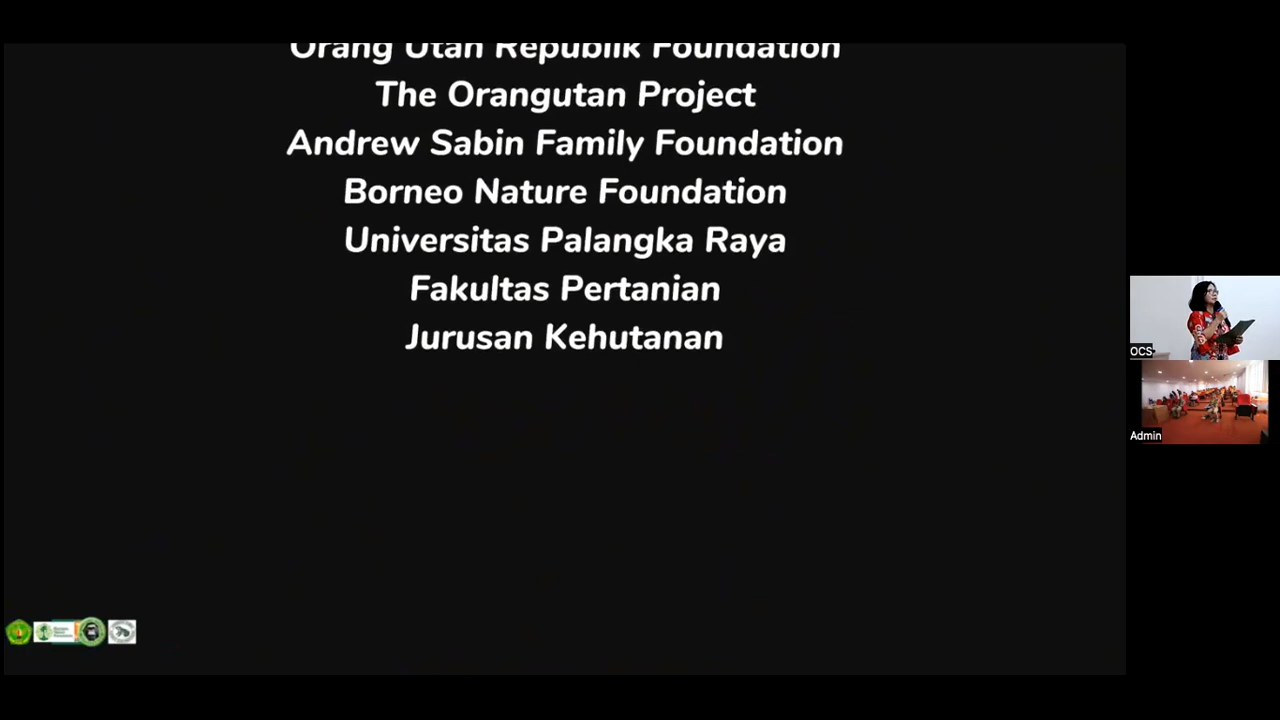 Orang Utan Republik Foundation
The Orangutan Project
Andrew Sabin Family Foundation
Borneo Nature Foundation
Universitas Palangka Raya
Fakultas Pertanian
Jurusan Kehutanan
OCS
Admin